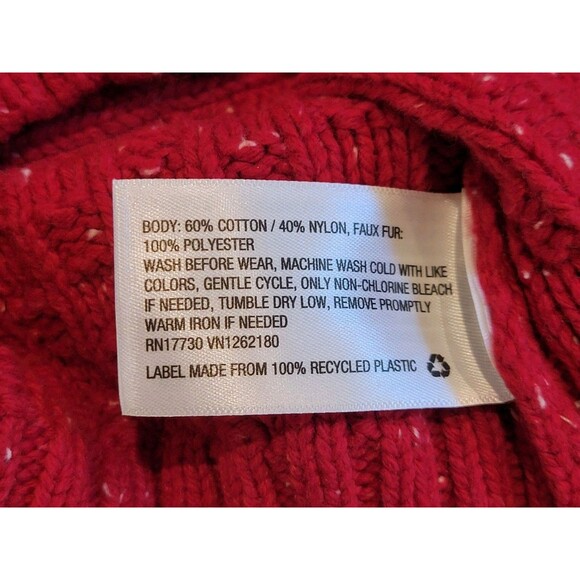 BODY: 60% COTTON / 40% NYLON, FAUX FUR:
100% POLYESTER
WASH BEFORE WEAR, MACHINE WASH COLD WITH LIKE
COLORS, GENTLE CYCLE, ONLY NON-CHLORINE BLEACH
IF NEEDED, TUMBLE DRY LOW, REMOVE PROMPTLY
WARM IRON IF NEEDED
RN17730 VN1262180
LABEL MADE FROM 100% RECYCLED PLASTIC